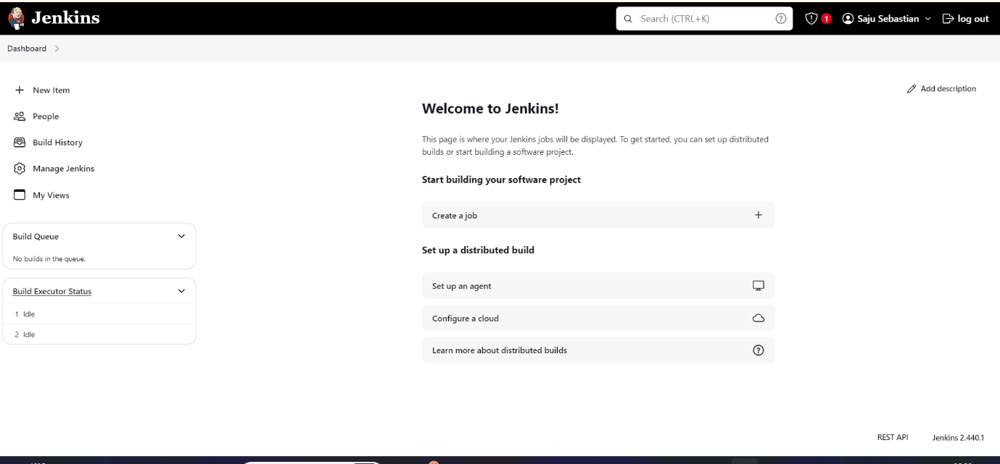 Jenkins
Search (CTRL+K)
1
Saju Sebastian
log out
Dashboard
New Item
People
Build History
Manage Jenkins
My Views
Build Queue
No builds in the queue.
Build Executor Status
1 Idle
2 Idle
Add description
Welcome to Jenkins!
This page is where your Jenkins jobs will be displayed. To get started, you can set up distributed
builds or start building a software project.
Start building your software project
Create a job
Set up a distributed build
Set up an agent
Configure a cloud
Learn more about distributed builds
REST API
Jenkins 2.440.1